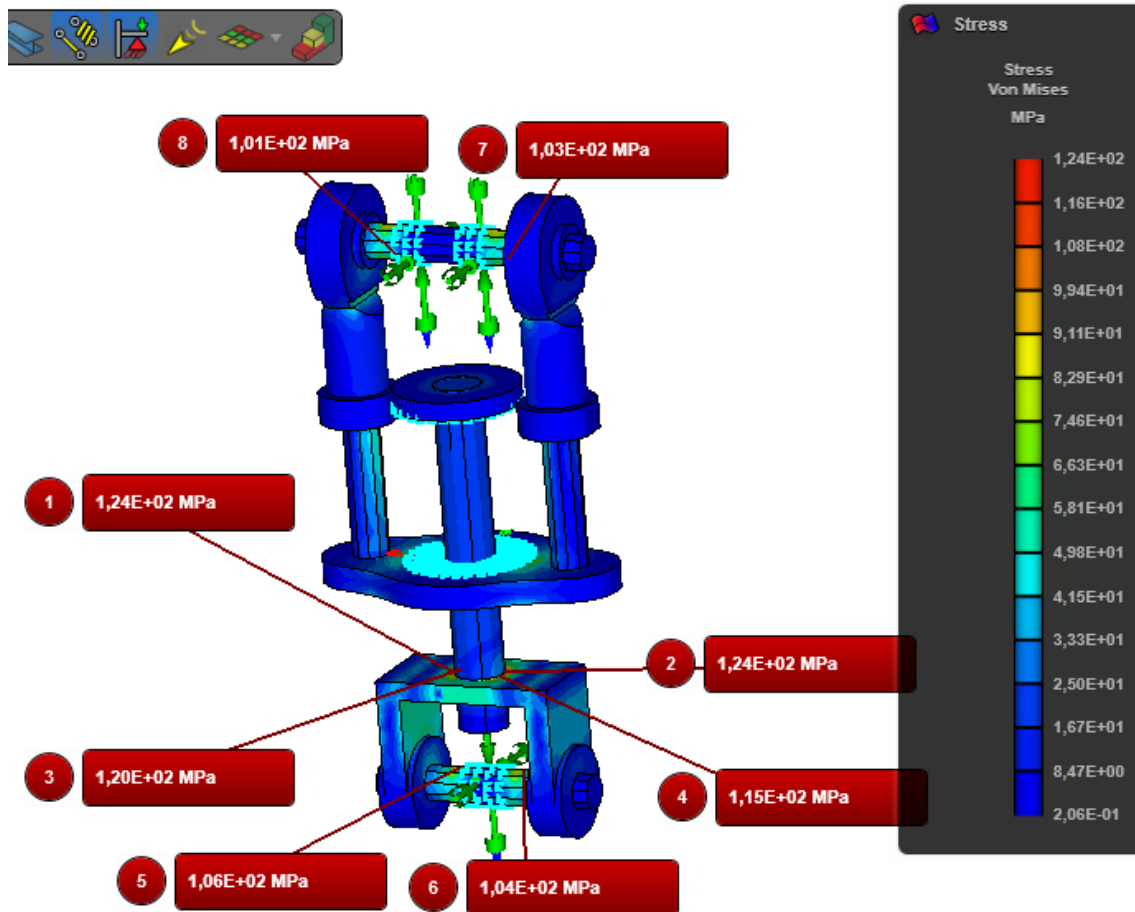 Stress
Stress
Von Mises
MPa
1,24E+02
1,16E+02
1,08E+02
9,94E+01
9,11E+01
8,29E+01
7,46E+01
6,63E+01
5,81E+01
4,98E+01
4,15E+01
3,33E+01
2,50E+01
1,67E+01
8,47E+00
2,06E-01
8 1,01E+02 MPa
7 1,03E+02 MPa
1 1,24E+02 MPa
2 1,24E+02 MPa
3 1,20E+02 MPa
4 1,15E+02 MPa
5 1,06E+02 MPa
6 1,04E+02 MPa